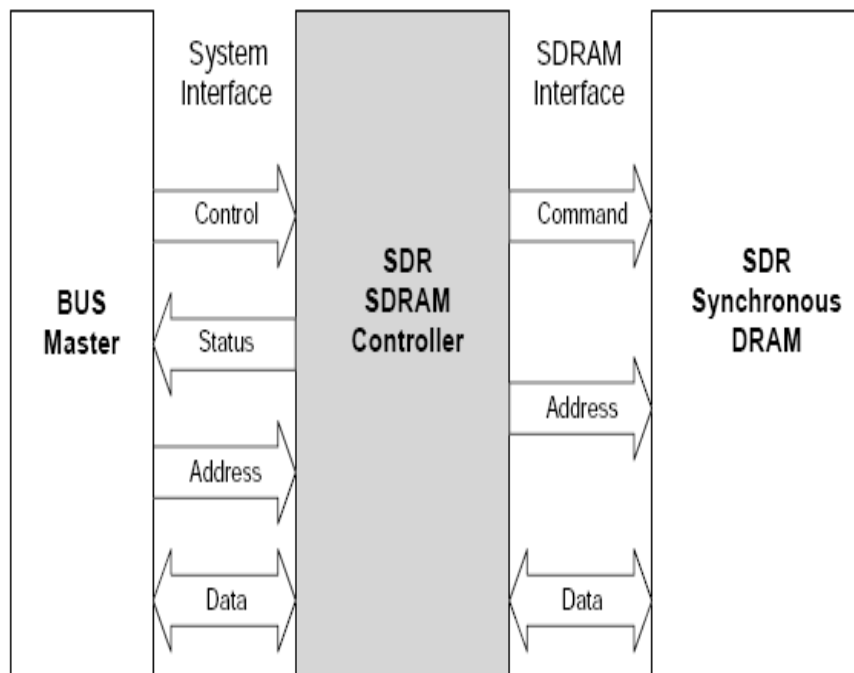 System
Interface
SDRAM
Interface
Control
Command
BUS
Master
SDR
SDRAM
Controller
SDR
Synchronous
DRAM
Status
Address
Address
Data
Data